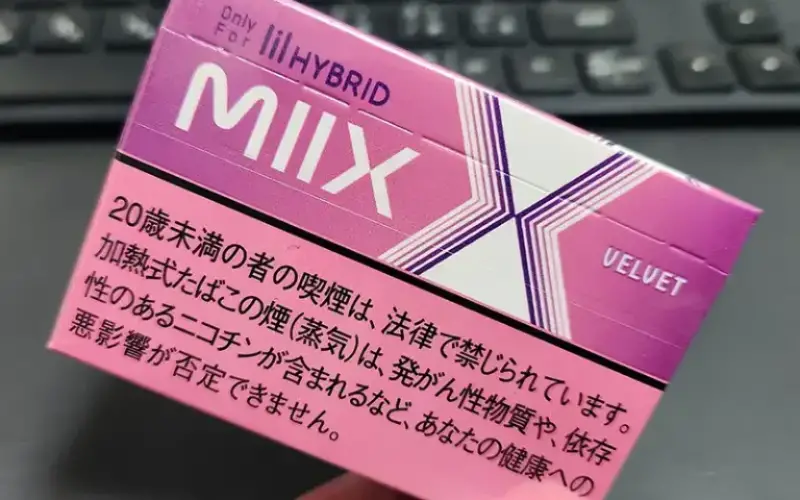 Only
For lil HYBRID
MIIX
VELVET
20歳未満の者の喫煙は、法律で禁じられています。
加熱式たばこの煙(蒸気)は、発がん性物質や、依存
性のあるニコチンが含まれるなど、あなたの健康への
悪影響が否定できません。